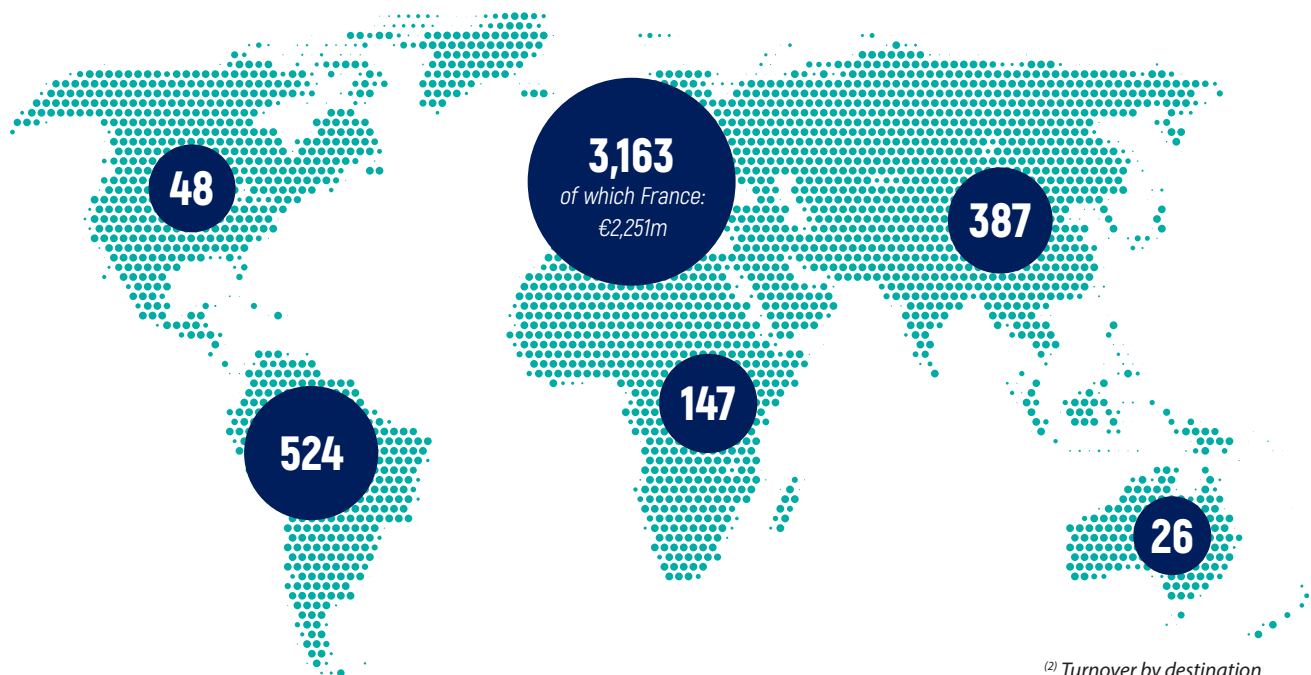 3,163
of which France:
€2,251m
48
387
147
524
26
(2) Turnover by destination